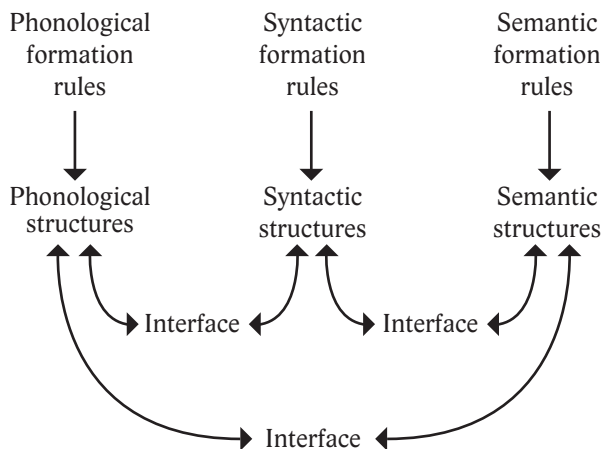 Phonological
formation
rules
Syntactic
formation
rules
Semantic
formation
rules
Phonological
structures
Syntactic
structures
Semantic
structures
Interface
Interface
Interface